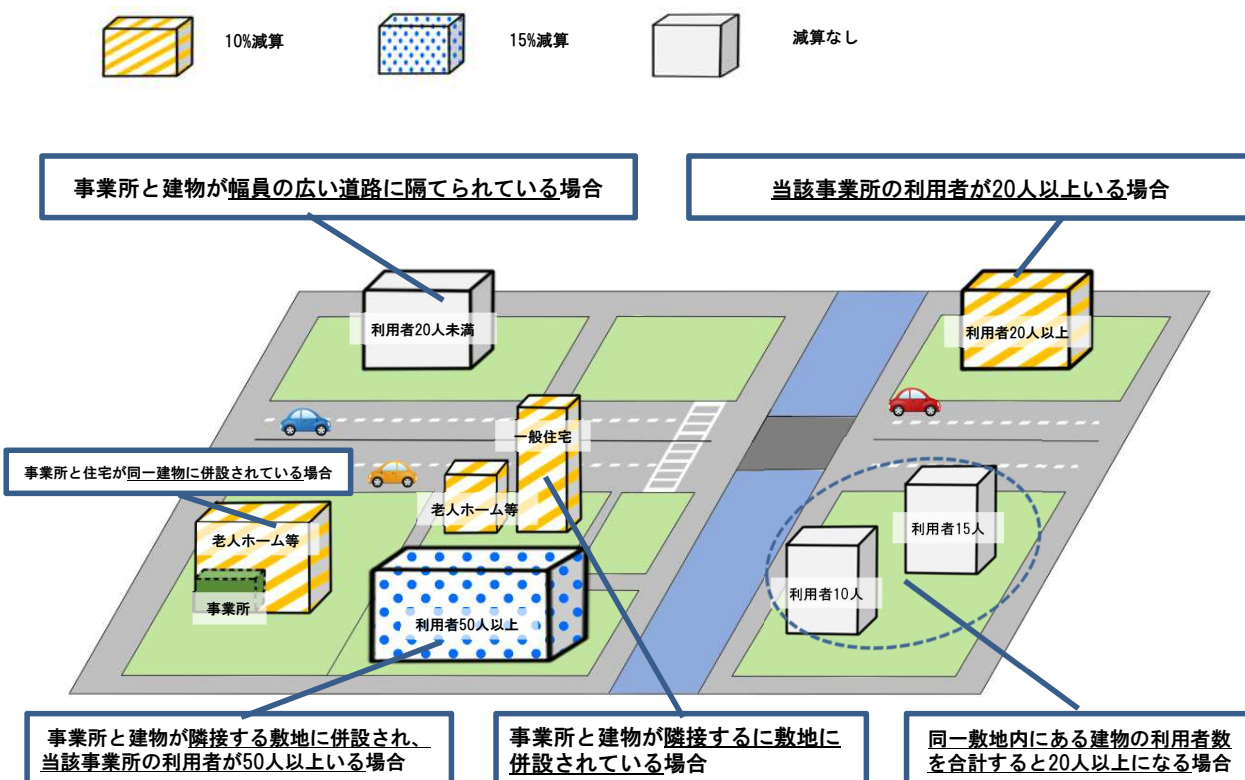 10%減算
15%減算
減算なし
事業所と建物が幅員の広い道路に隔てられている場合
当該事業所の利用者が20人以上いる場合
利用者20人未満
利用者20人以上
一般住宅
事業所と住宅が同一建物に併設されている場合
老人ホーム等
老人ホーム等
事業所
利用者50人以上
利用者15人
利用者10人
事業所と建物が隣接する敷地に併設され、
当該事業所の利用者が50人以上いる場合
事業所と建物が隣接するに敷地に
併設されている場合
同一敷地内にある建物の利用者数
を合計すると20人以上になる場合